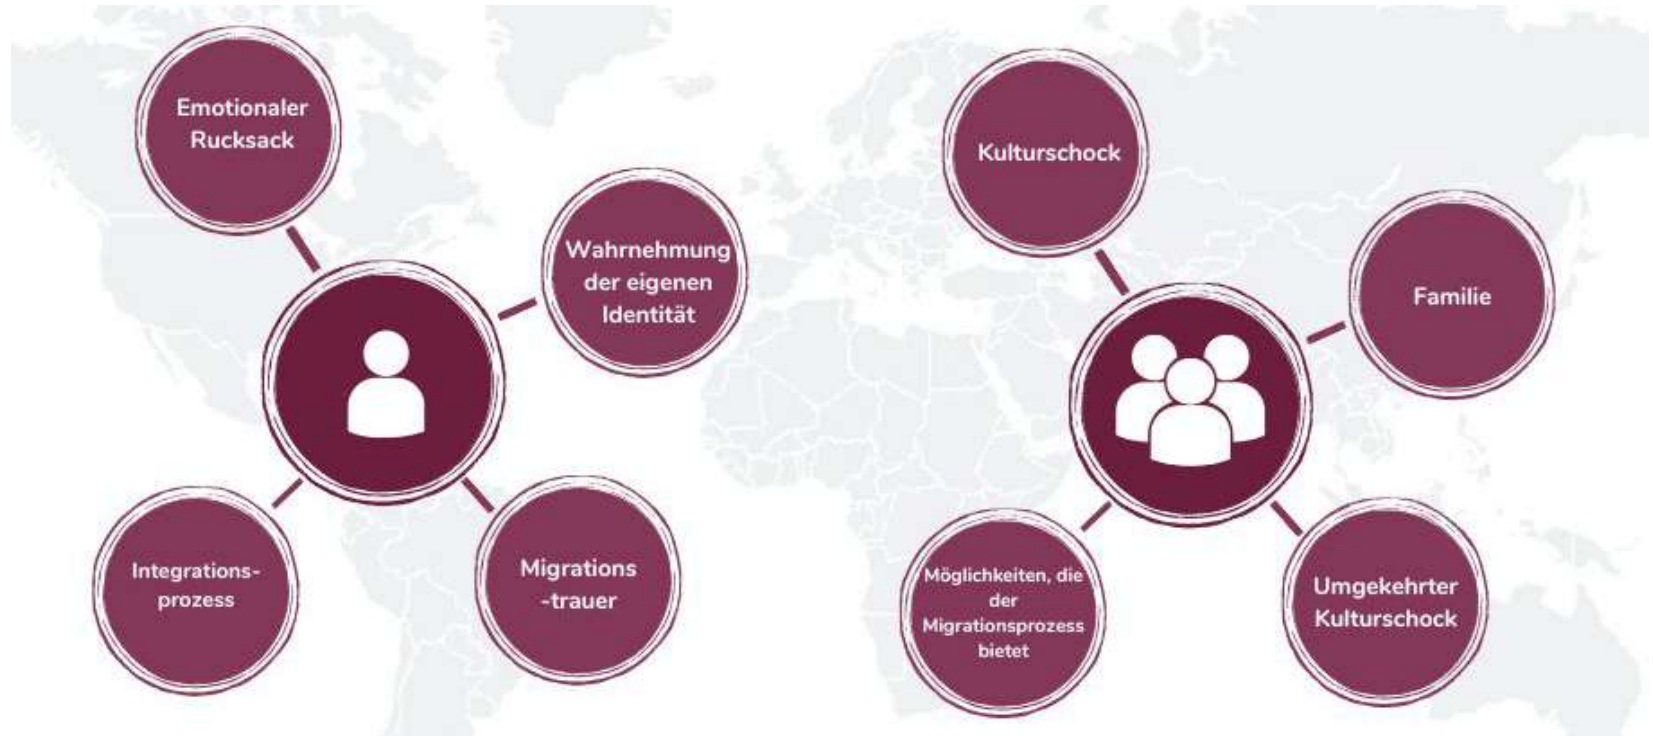 Emotionaler
Rucksack
Wahrnehmung
der eigenen
Identität
Integrations-
prozess
Migrations
-trauer
Kulturschock
Familie
Möglichkeiten, die
der
Migrationsprozess
bietet
Umgekehrter
Kulturschock